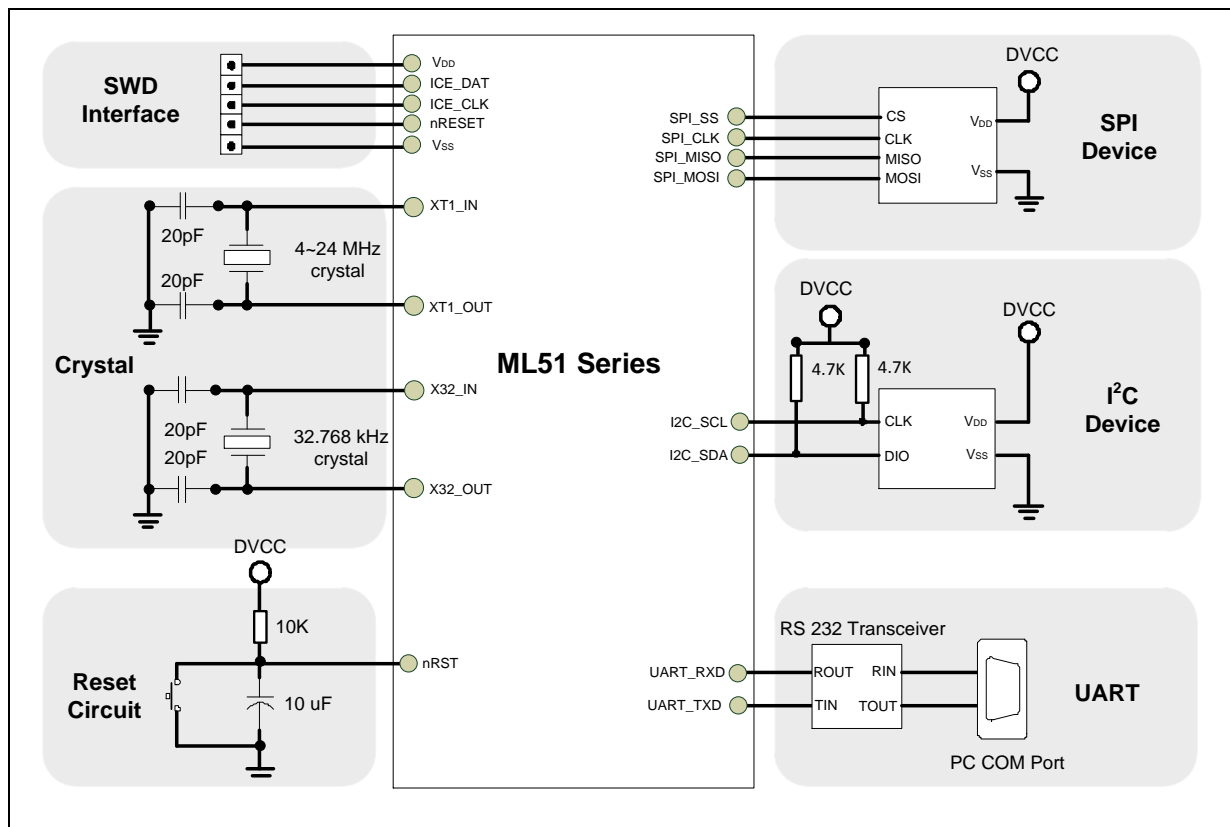 SWD
Interface
VDD
ICE_DAT
ICE_CLK
nRESET
VSS
XT1_IN
20pF
4~24 MHz
crystal
20pF
XT1_OUT
Crystal
X32_IN
20pF
20pF
32.768 kHz
crystal
X32_OUT
DVCC
10K
nRST
Reset
Circuit
10 uF
ML51 Series
SPI_SS
SPI_CLK
SPI_MISO
SPI_MOSI
CS
CLK
MISO
MOSI
VDD
VSS
DVCC
SPI
Device
DVCC
DVCC
4.7K
4.7K
I2C_SCL
I2C_SDA
CLK
DIO
VDD
VSS
I²C
Device
RS 232 Transceiver
UART_RXD
UART_TXD
ROUT
RIN
TIN
TOUT
UART
PC COM Port